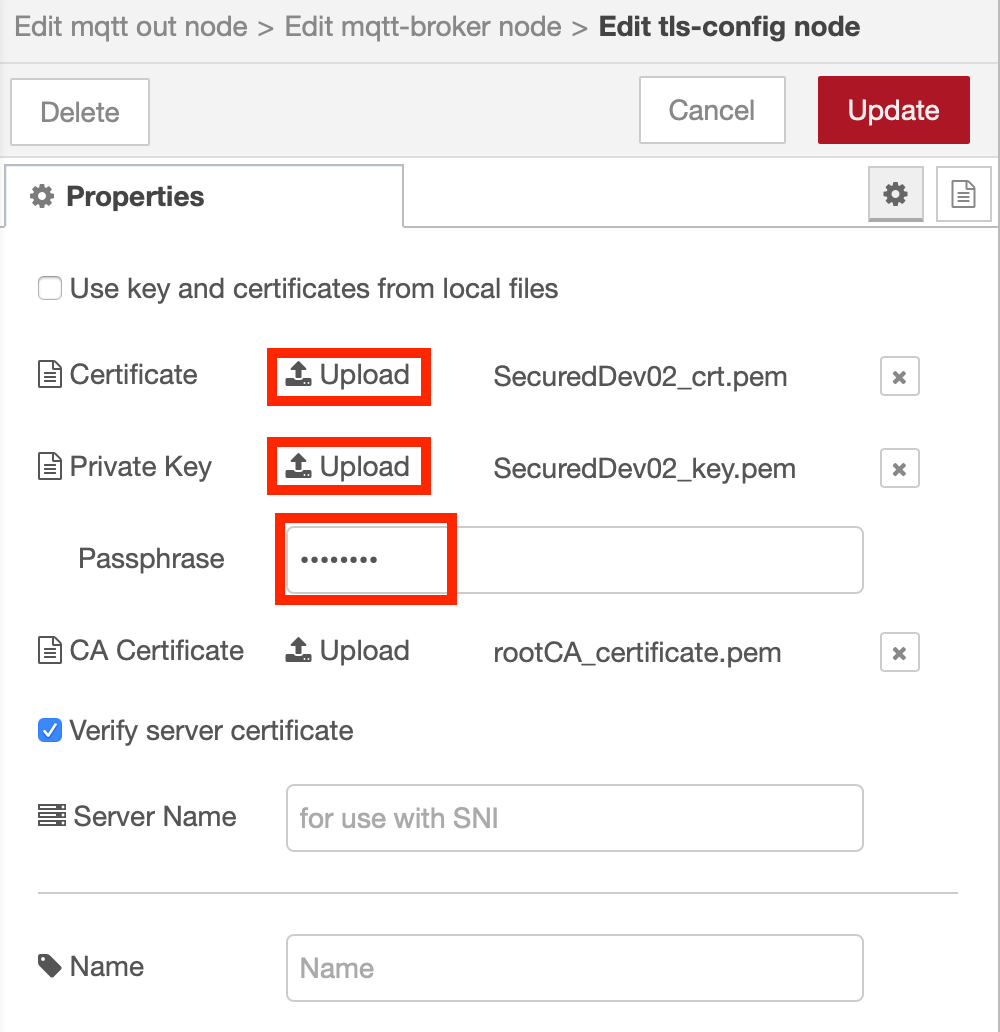 Edit mqtt out node > Edit mqtt-broker node > Edit tls-config node
Delete Cancel Update
Properties
Use key and certificates from local files
Certificate Upload SecuredDev02_crt.pem
Private Key Upload SecuredDev02_key.pem
Passphrase ••••••••
CA Certificate Upload rootCA_certificate.pem
Verify server certificate
Server Name for use with SNI
Name Name